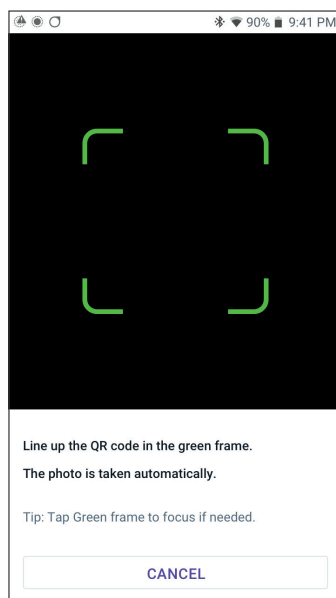 90% 9:41 PM
Line up the QR code in the green frame.
The photo is taken automatically.
Tip: Tap Green frame to focus if needed.
CANCEL